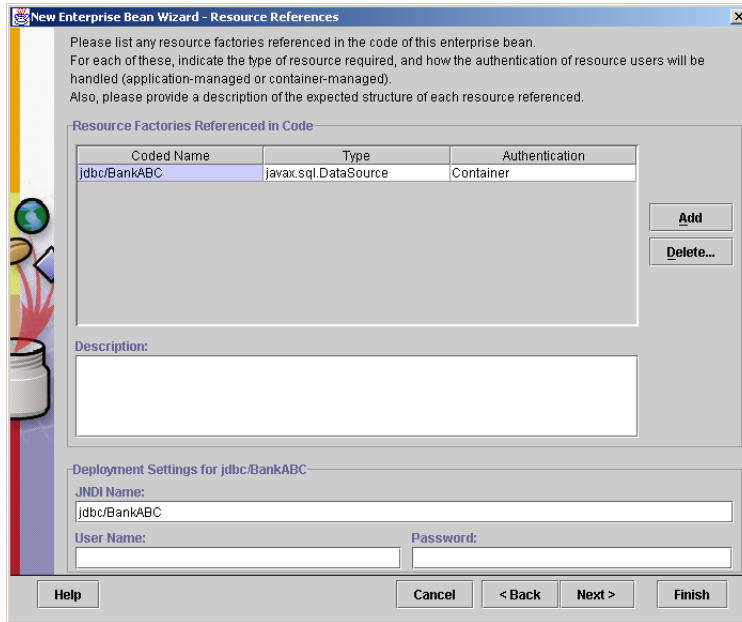 New Enterprise Bean Wizard - Resource References
Please list any resource factories referenced in the code of this enterprise bean.
For each of these, indicate the type of resource required, and how the authentication of resource users will be
handled (application-managed or container-managed).
Also, please provide a description of the expected structure of each resource referenced.
Resource Factories Referenced in Code
Coded Name Type Authentication
jdbc/BankABC javax.sql.DataSource Container
Add
Delete...
Description:
Deployment Settings for jdbc/BankABC
JNDI Name:
jdbc/BankABC
User Name: Password:
Help Cancel < Back Next > Finish